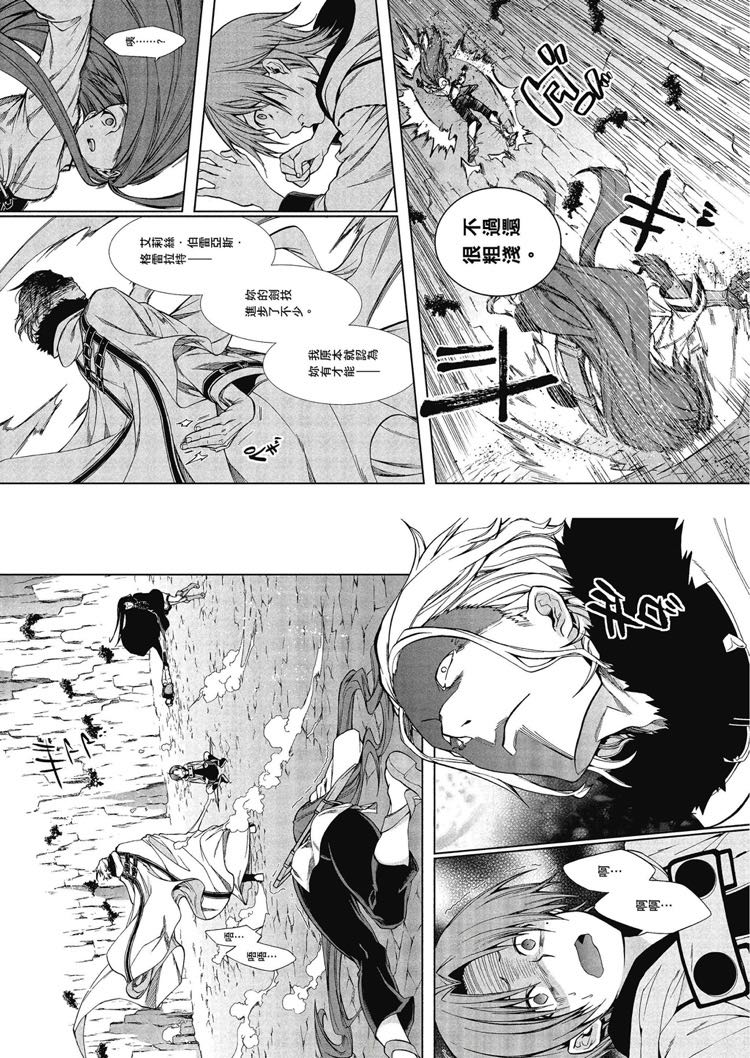 咦……？
艾莉絲·伯雷亞斯·
格雷拉特——
妳的劍技
進步了不少。
我原本就認為
妳有才能——
不過還
很粗淺。
唔…
唔唔…
啊…
啊啊…